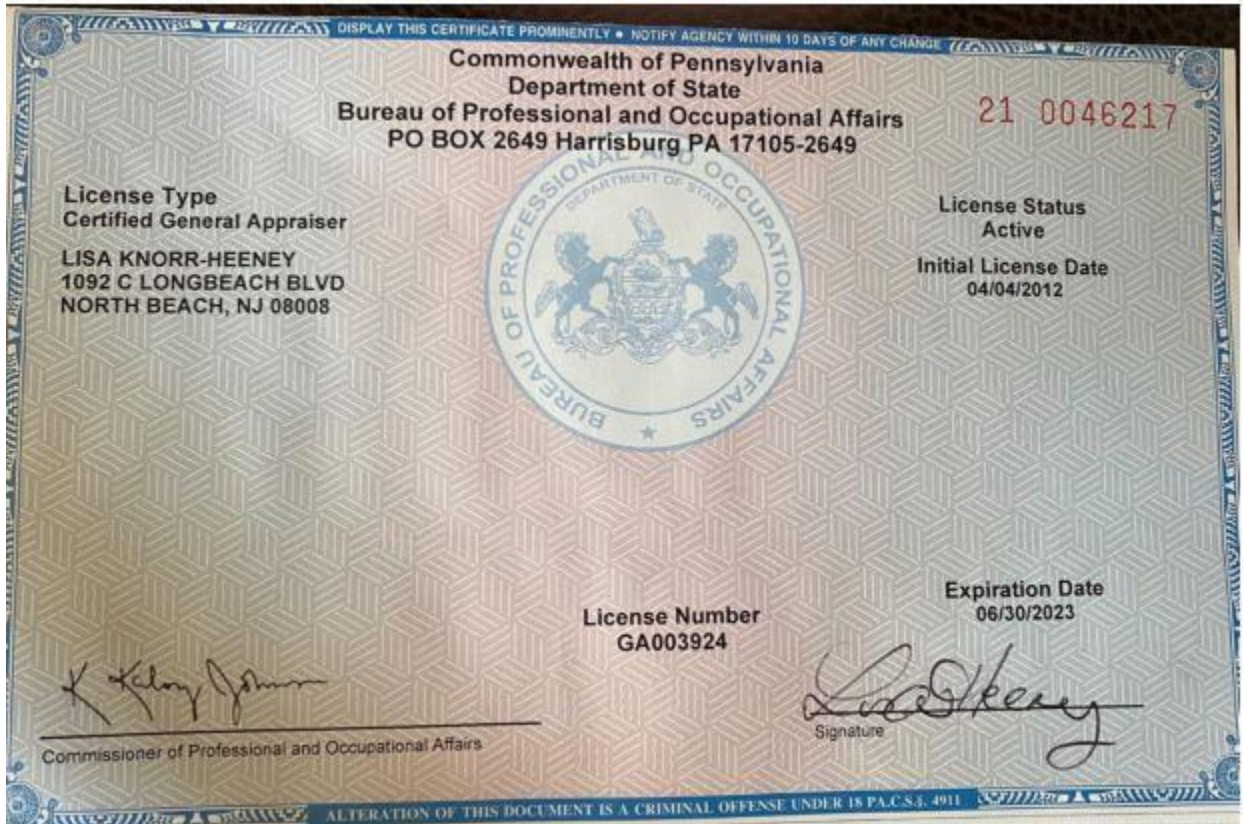 DISPLAY THIS CERTIFICATE PROMINENTLY • NOTIFY AGENCY WITHIN 10 DAYS OF ANY CHANGE
Commonwealth of Pennsylvania
Department of State
Bureau of Professional and Occupational Affairs
PO BOX 2649 Harrisburg PA 17105-2649
21 0046217
License Type
Certified General Appraiser
LISA KNORR-HEENEY
1092 C LONGBEACH BLVD
NORTH BEACH, NJ 08008
BUREAU OF PROFESSIONAL AND OCCUPATIONAL AFFAIRS
DEPARTMENT OF STATE
License Status
Active
Initial License Date
04/04/2012
License Number
GA003924
Expiration Date
06/30/2023
Commissioner of Professional and Occupational Affairs
Signature
ALTERATION OF THIS DOCUMENT IS A CRIMINAL OFFENSE UNDER 18 PA.C.S.§. 4911